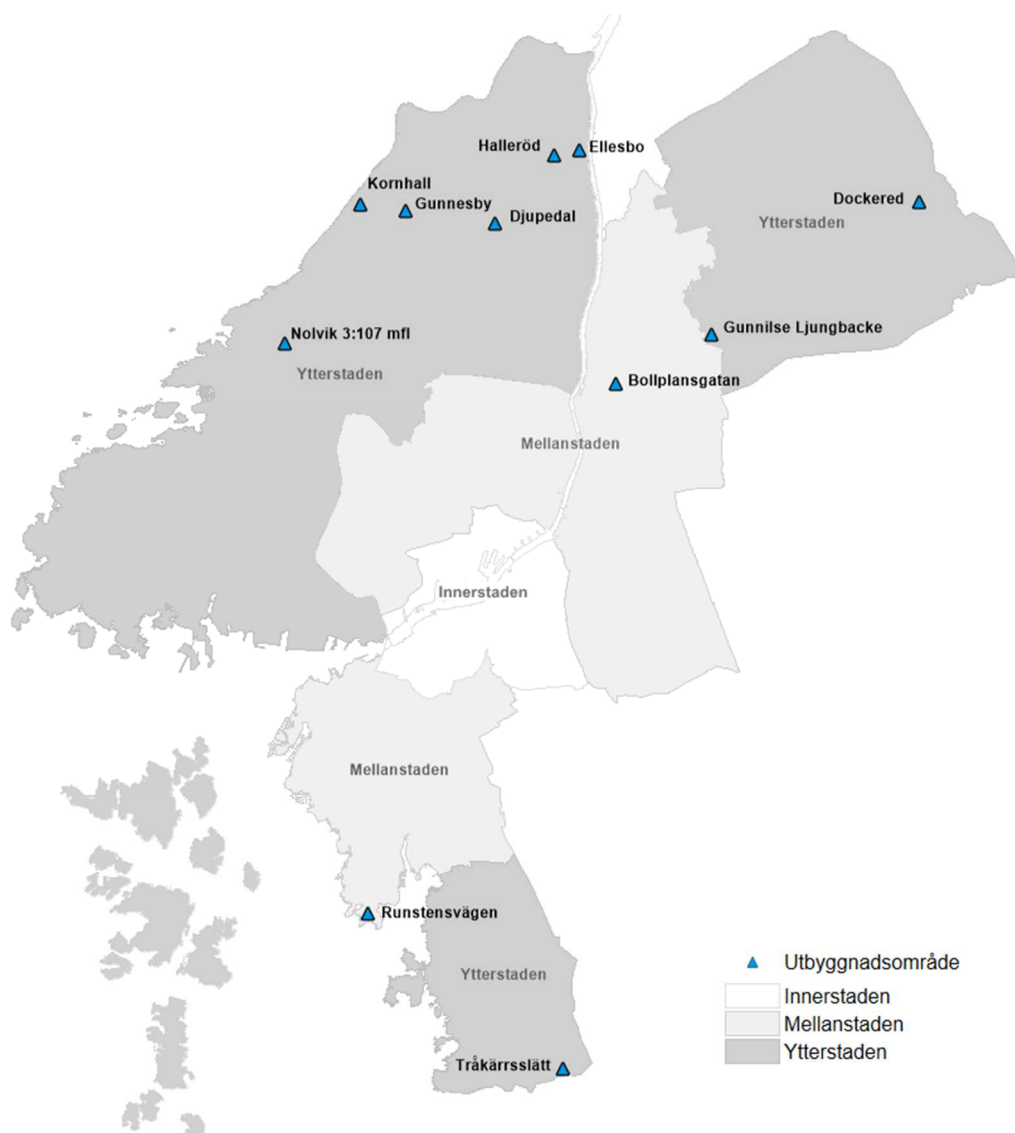 Halleröd
Ellesbo
Kornhall
Gunnesby
Djupedal
Dockered
Ytterstaden
Gunnilse Ljungbacke
Nolvik 3:107 mfl
Ytterstaden
Bollplansgatan
Mellanstaden
Innerstaden
Mellanstaden
Runstensvägen
Ytterstaden
Tråkärrsslätt
Utbyggnadsområde
Innerstaden
Mellanstaden
Ytterstaden